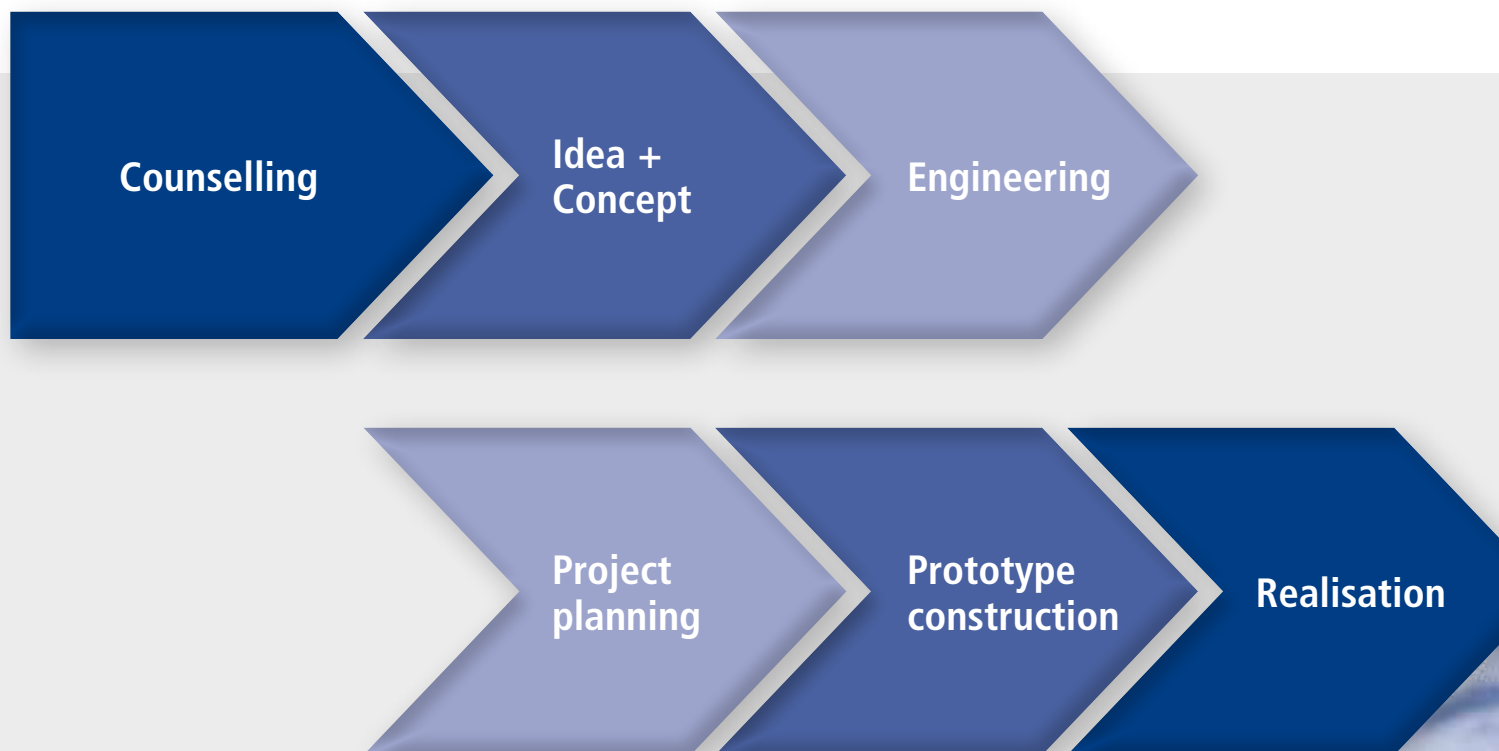 Counselling
Idea +
Concept
Engineering
Project
planning
Prototype
construction
Realisation